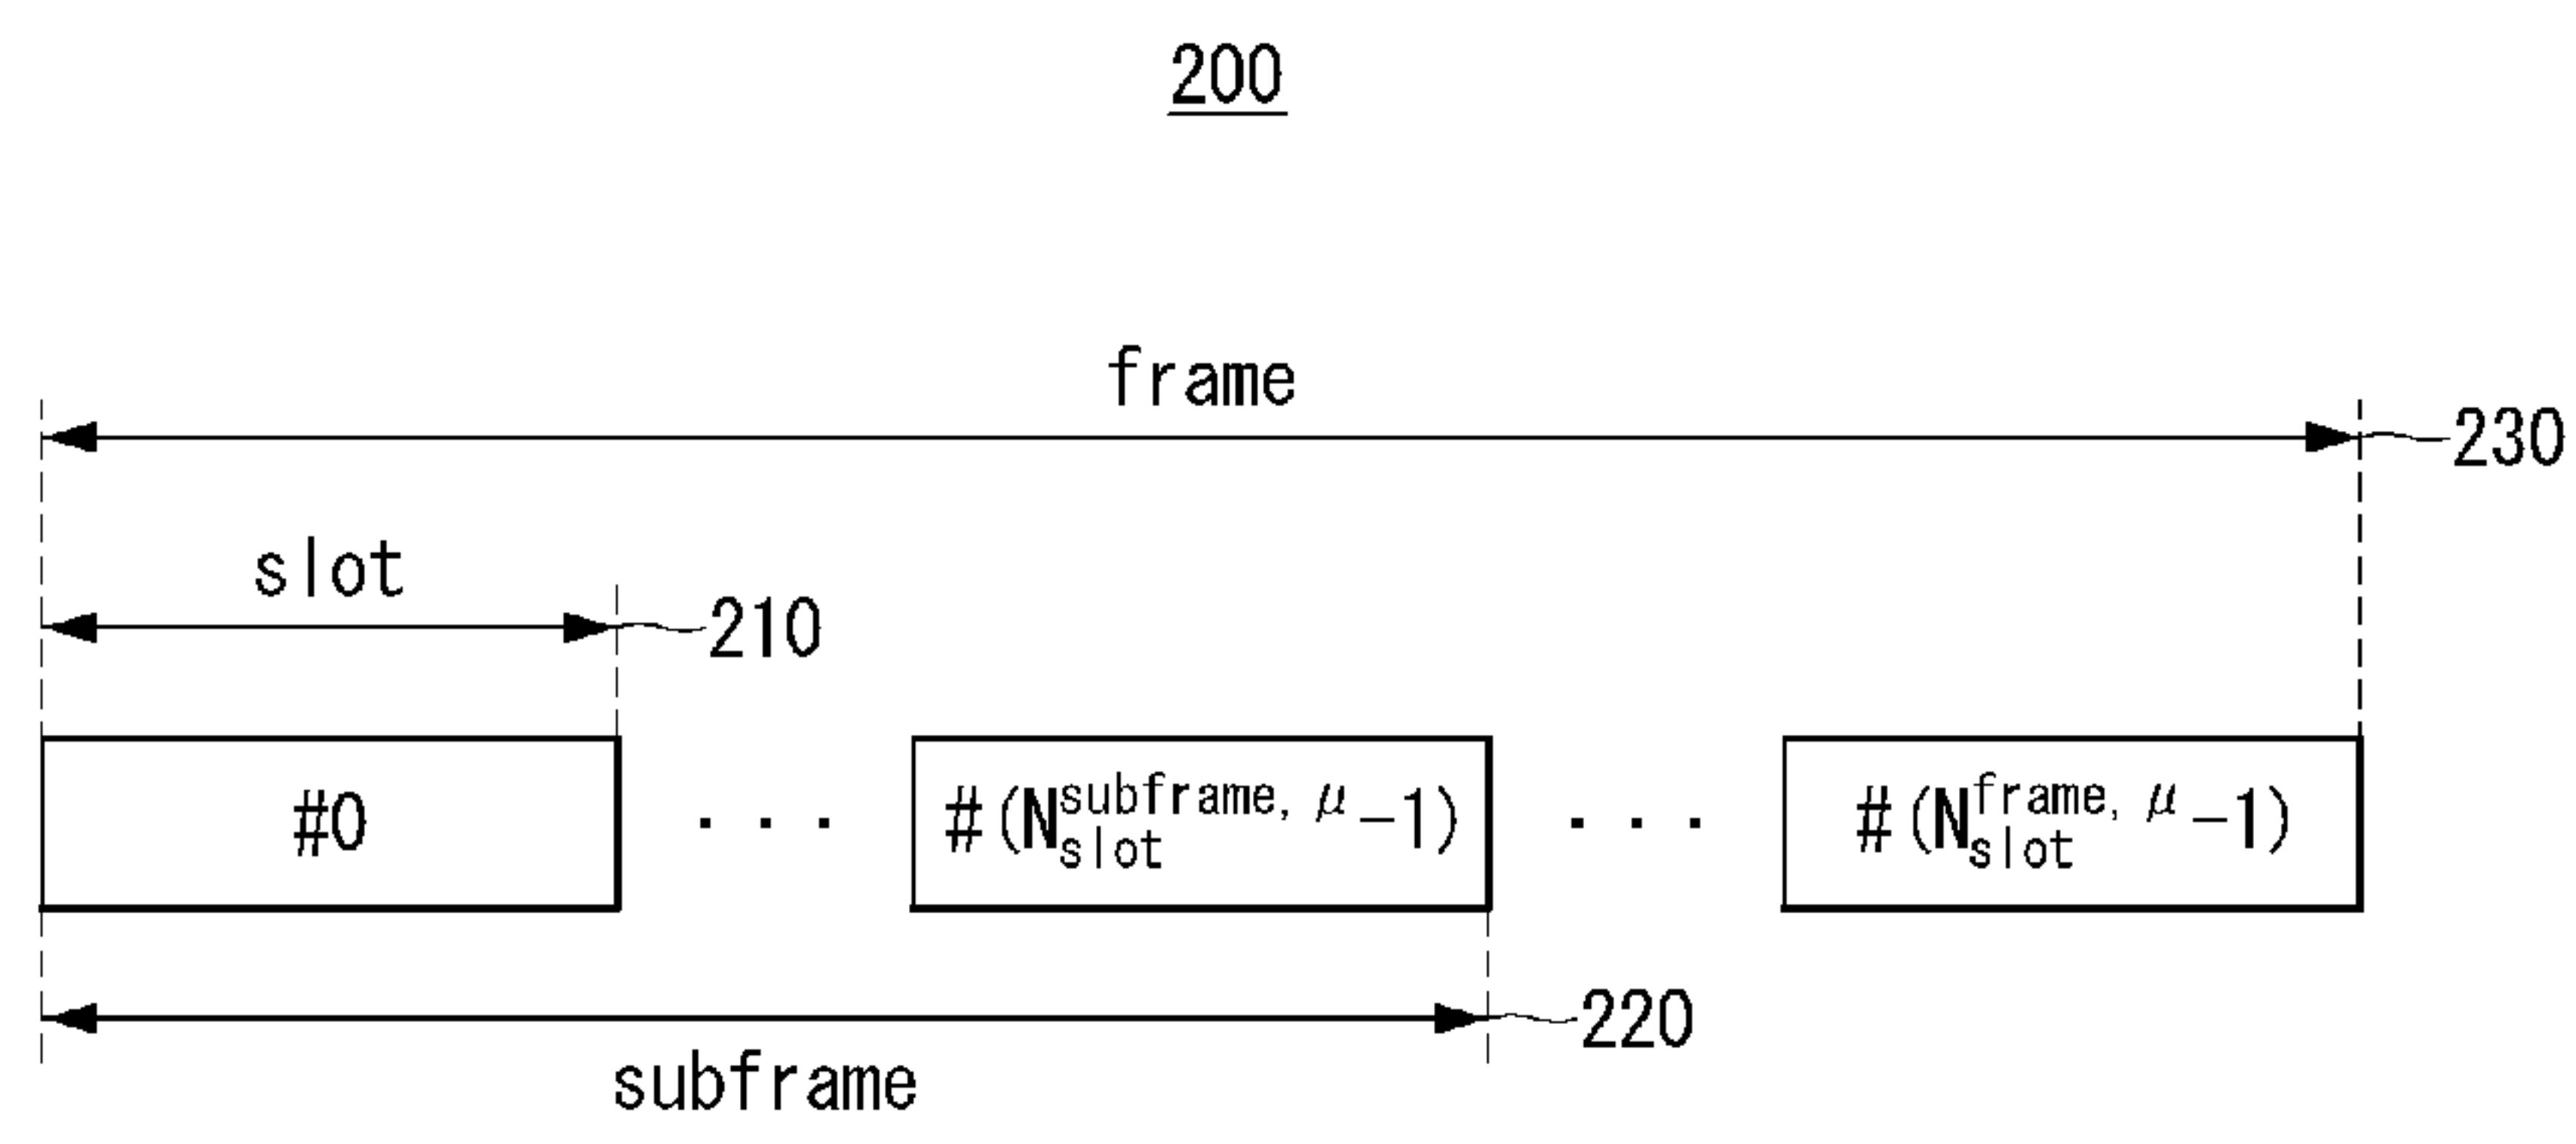 200
frame
230
slot
210
#0 . . . #(N_slot^subframe, μ -1) . . . #(N_slot^frame, μ -1)
220
subframe